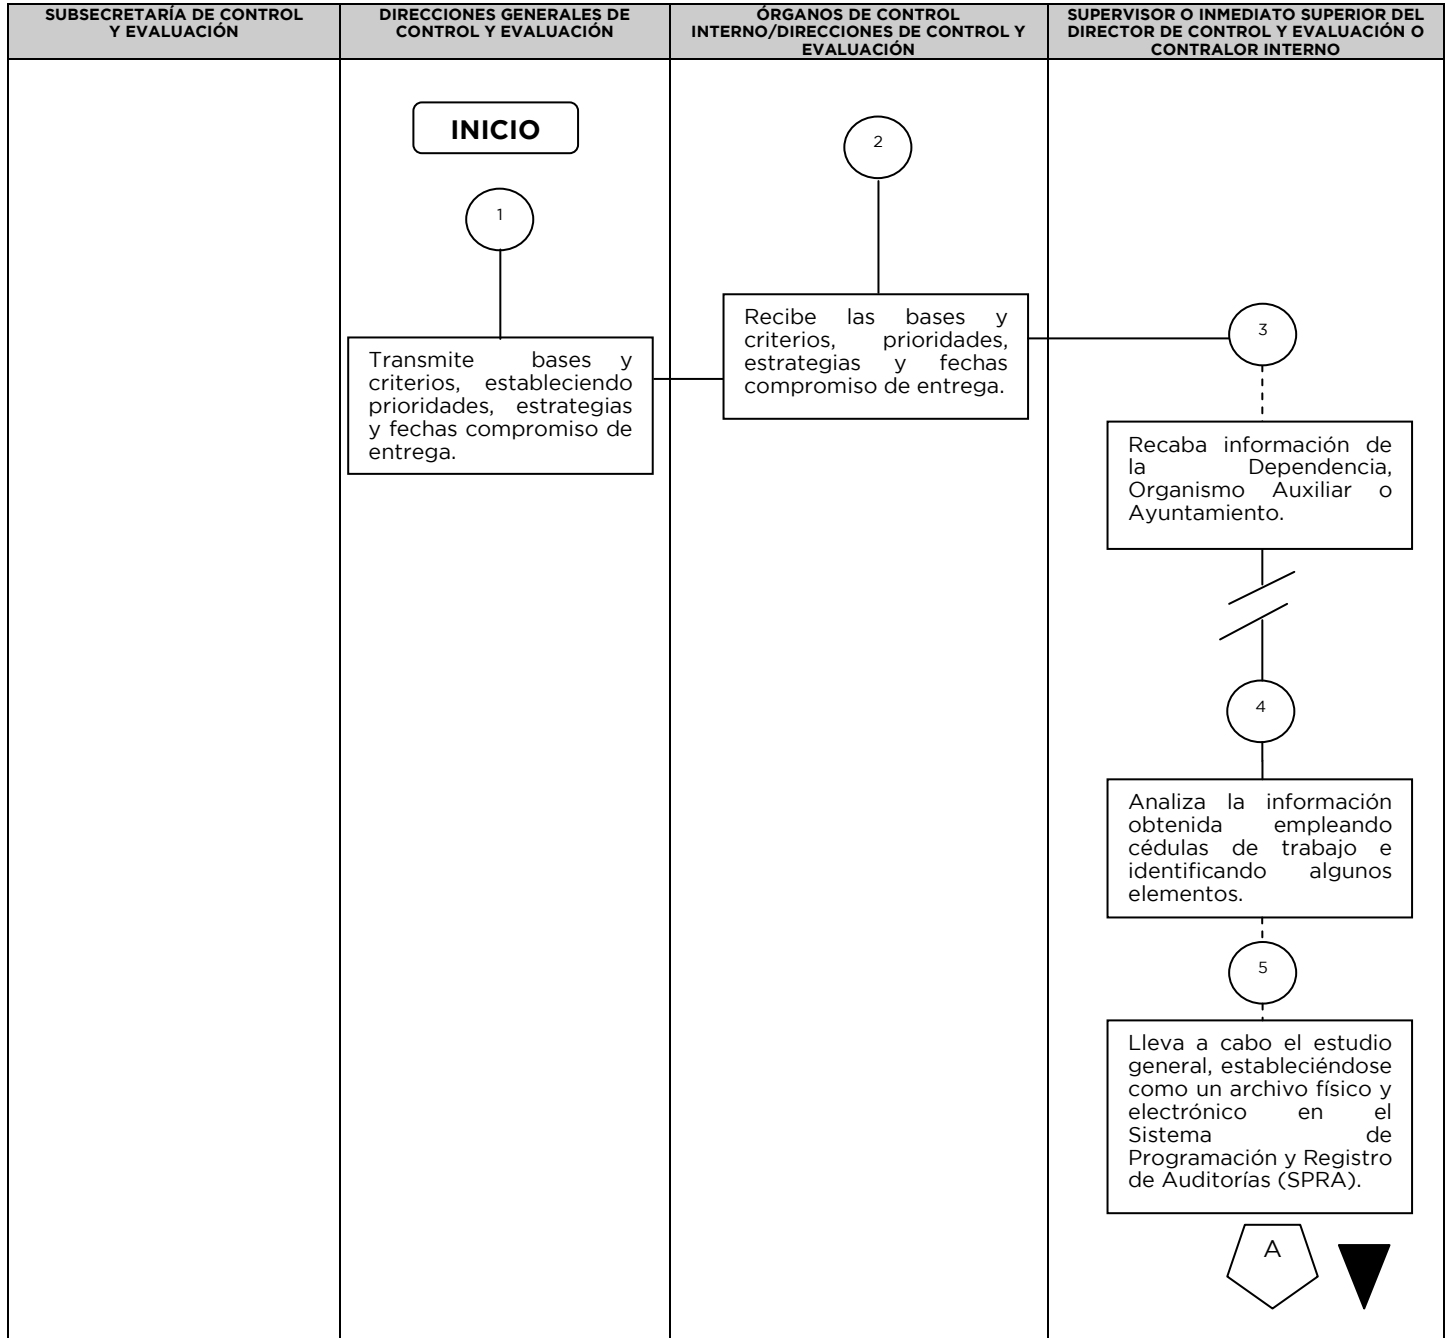 SUBSECRETARÍA DE CONTROL
Y EVALUACIÓN
DIRECCIONES GENERALES DE
CONTROL Y EVALUACIÓN
ÓRGANOS DE CONTROL
INTERNO/DIRECCIONES DE CONTROL Y
EVALUACIÓN
SUPERVISOR O INMEDIATO SUPERIOR DEL
DIRECTOR DE CONTROL Y EVALUACIÓN O
CONTRALOR INTERNO
INICIO
1
Transmite bases y
criterios, estableciendo
prioridades, estrategias
y fechas compromiso de
entrega.
2
Recibe las bases y
criterios, prioridades,
estrategias y fechas
compromiso de entrega.
3
Recaba información de
la Dependencia,
Organismo Auxiliar o
Ayuntamiento.
4
Analiza la información
obtenida empleando
cédulas de trabajo e
identificando algunos
elementos.
5
Lleva a cabo el estudio
general, estableciéndose
como un archivo físico y
electrónico en el
Sistema de
Programación y Registro
de Auditorías (SPRA).
A